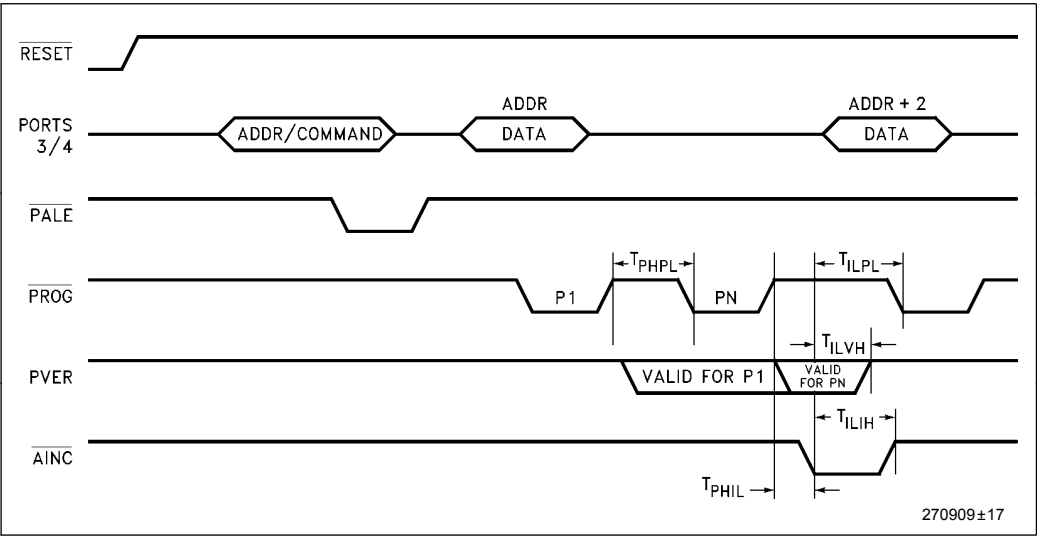 RESET
PORTS
3/4
ADDR/COMMAND
ADDR
DATA
ADDR + 2
DATA
PALE
PROG
P1
TPHPL
PN
TILPL
PVER
VALID FOR P1
VALID
FOR PN
TILVH
AINC
TILIH
TPHIL
270909±17